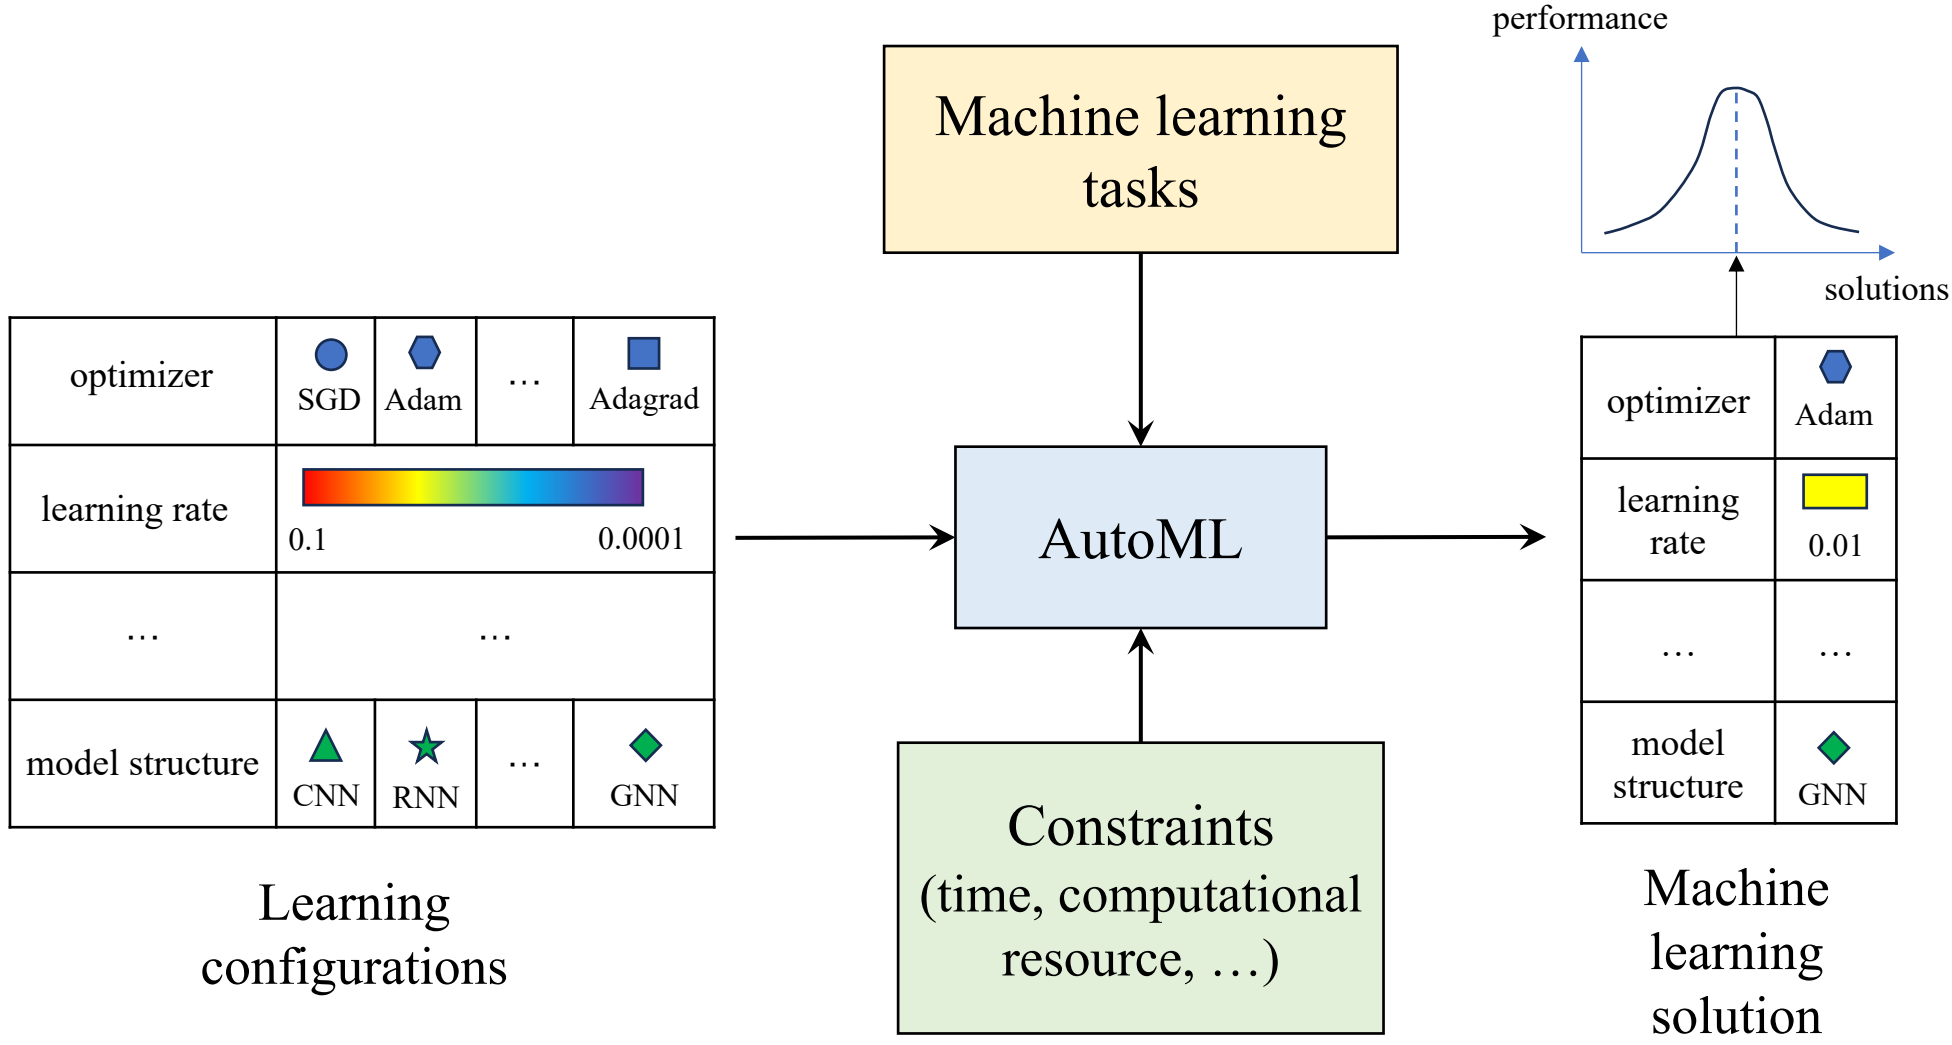 performance
solutions
Machine learning
tasks
optimizer
SGD
Adam
…
Adagrad
learning rate
0.1
0.0001
…
…
model structure
CNN
RNN
…
GNN
Learning
configurations
AutoML
Constraints
(time, computational
resource, …)
optimizer
Adam
learning
rate
0.01
…
…
model
structure
GNN
Machine
learning
solution